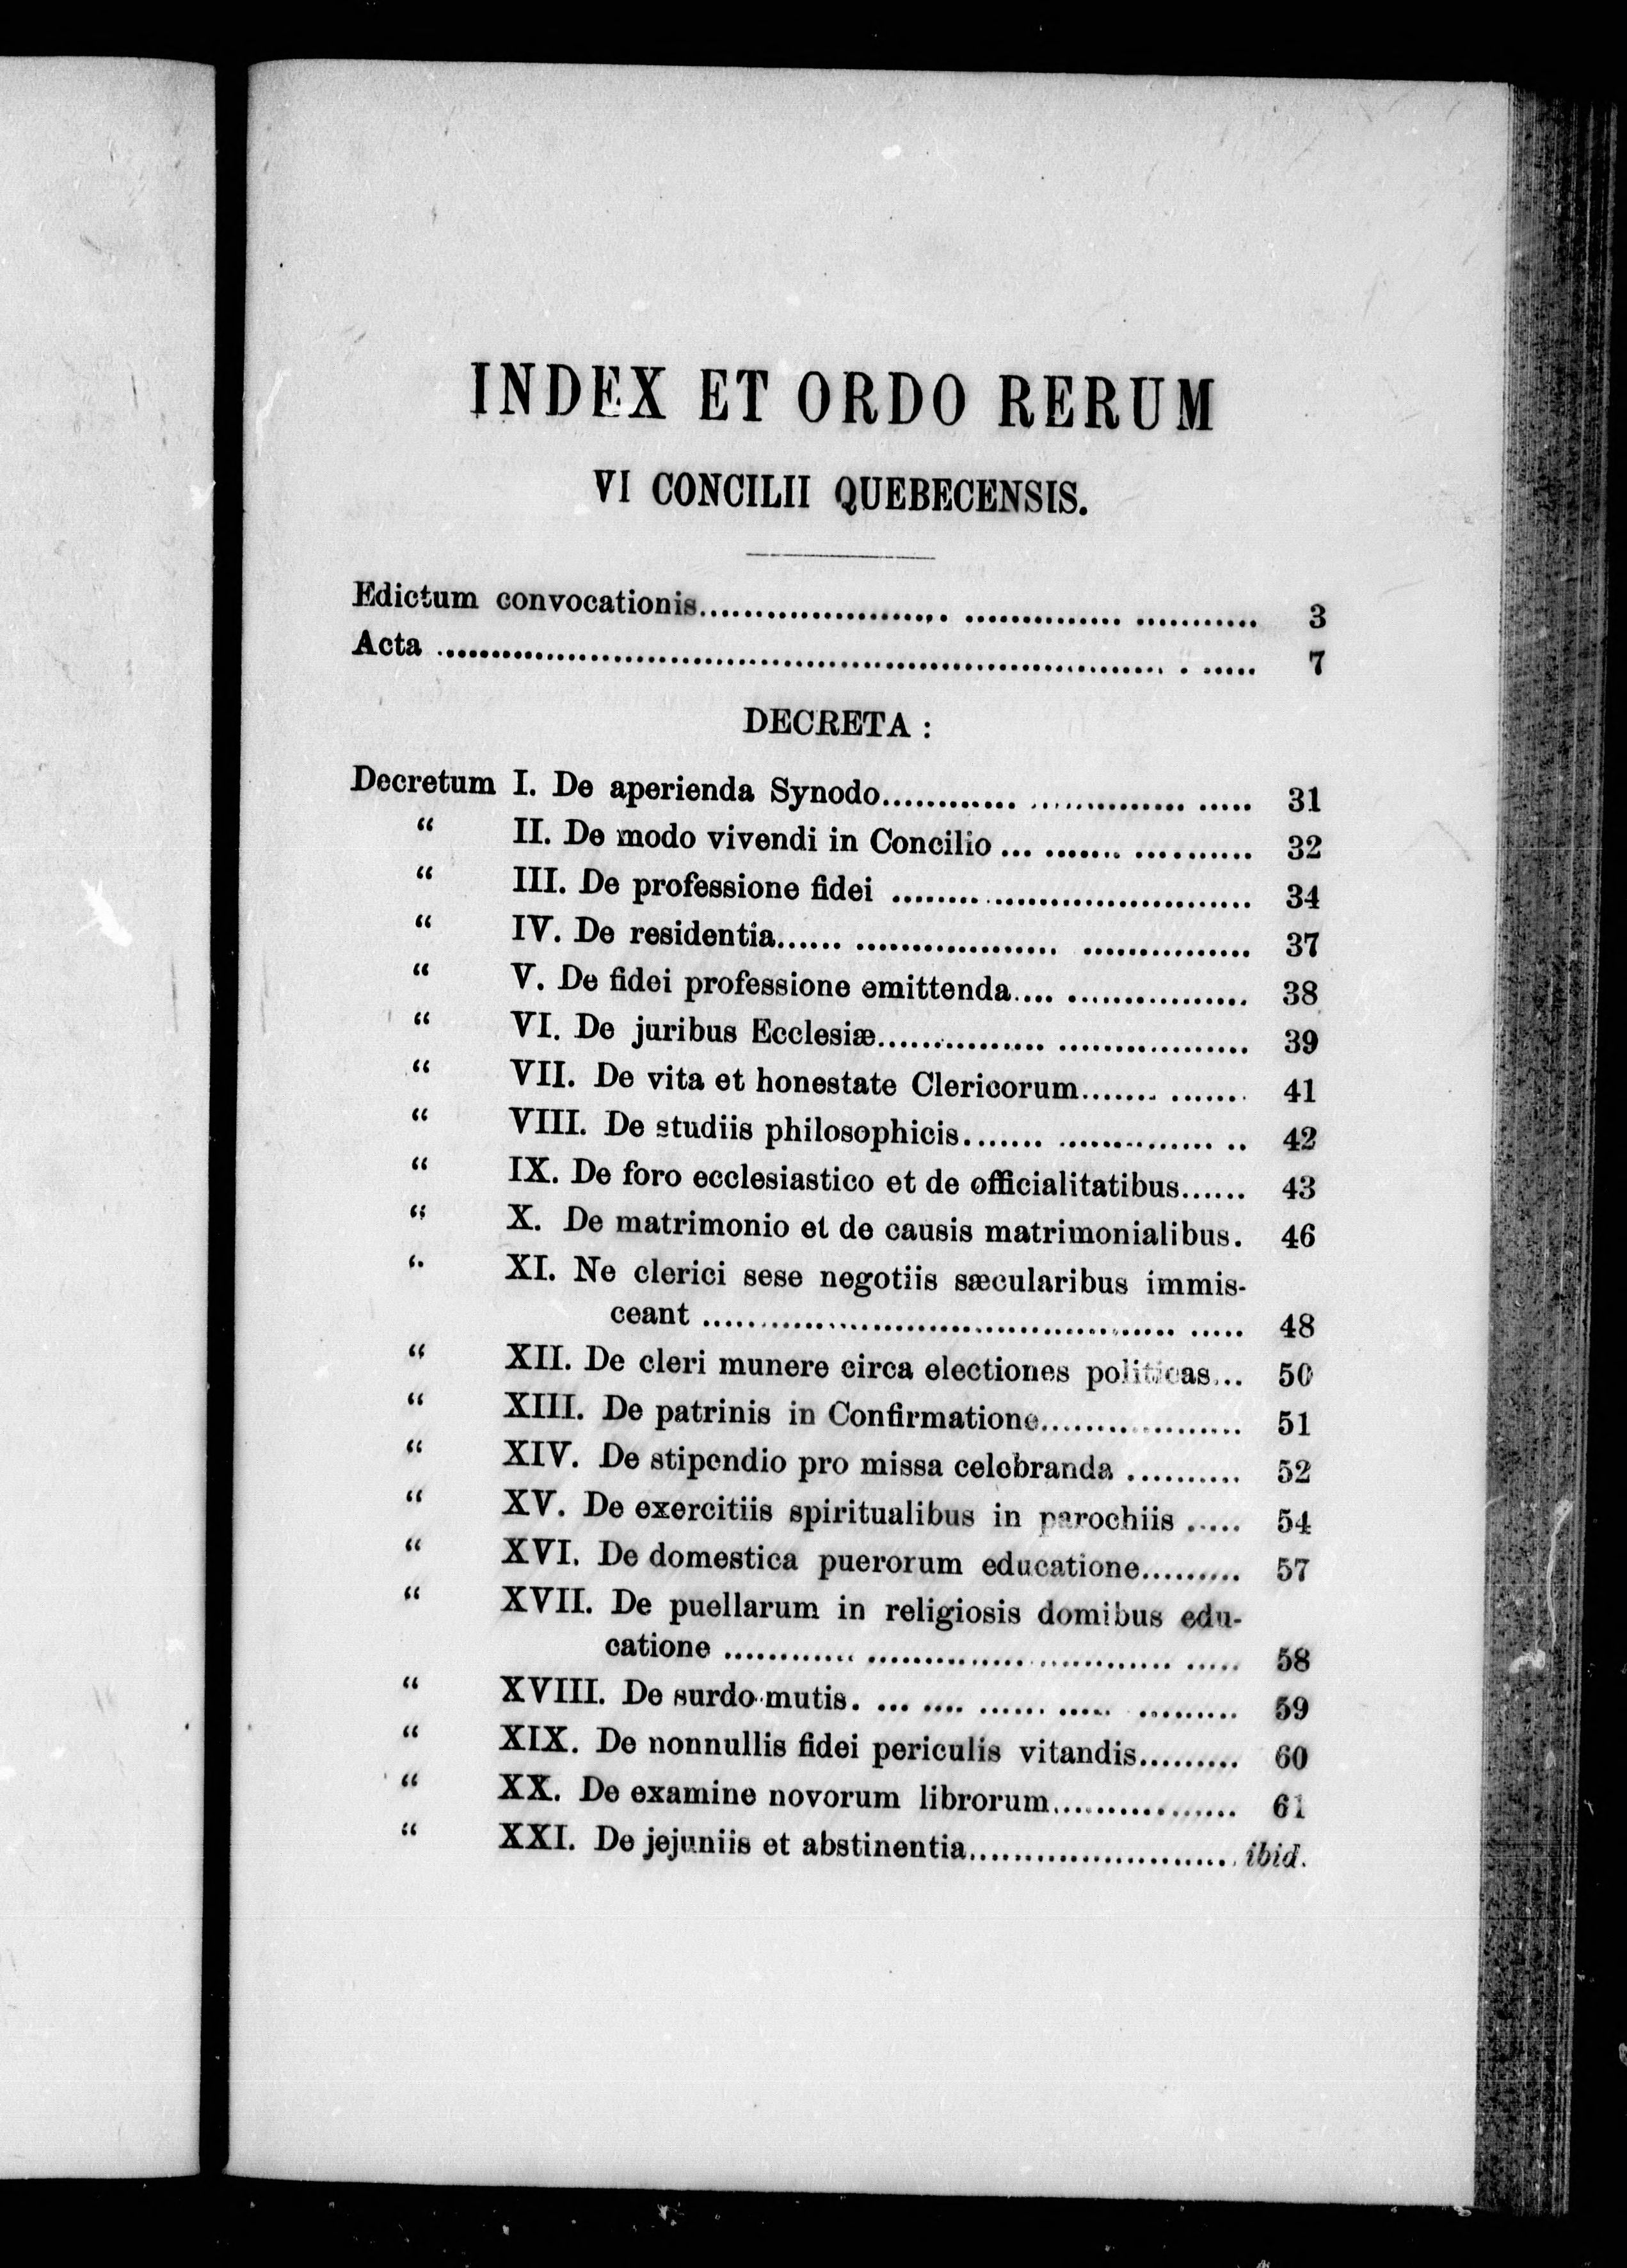 INDEX ET ORDO RERUM
VI CONCILII QUEBECENSIS.
Edictum convocationis........................ .............. ........... 3
Acta .................................................................... . ..... 7
DECRETA :
Decretum I. De aperienda Synodo............ .............. ..... 31
“ II. De modo vivendi in Concilio ... ....... ........... 32
“ III. De professione fidei ................................. 34
“ IV. De residentia...... .................. ............... 37
“ V. De fidei professione emittenda.... ................ 38
“ VI. De juribus Ecclesiæ............... ................. 39
“ VII. De vita et honestate Clericorum....... ....... 41
“ VIII. De studiis philosophicis....... .............. .. 42
“ IX. De foro ecclesiastico et de officialitatibus...... 43
“ X. De matrimonio et de causis matrimonialibus. 46
“ XI. Ne clerici sese negotiis sæcularibus immis-
ceant .......................................... ..... 48
“ XII. De cleri munere circa electiones politicas... 50
“ XIII. De patrinis in Confirmatione.................. 51
“ XIV. De stipendio pro missa celebranda .......... 52
“ XV. De exercitiis spiritualibus in parochiis ..... 54
“ XVI. De domestica puerorum educatione......... 57
“ XVII. De puellarum in religiosis domibus edu-
catione ............ ........................... ..... 58
“ XVIII. De surdo-mutis. ... .... ...... ..... ......... 59
“ XIX. De nonnullis fidei periculis vitandis......... 60
“ XX. De examine novorum librorum................ 61
“ XXI. De jejuniis et abstinentia........................ ibid.